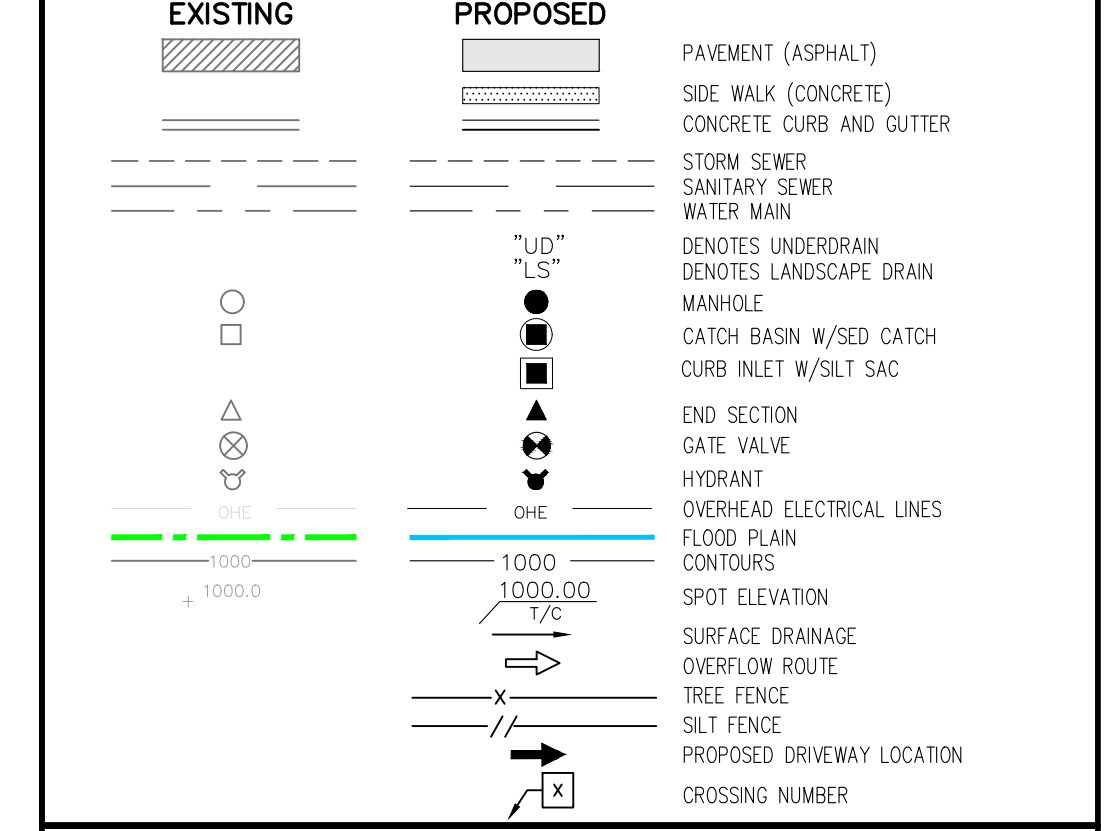 EXISTING PROPOSED
PAVEMENT (ASPHALT)
SIDE WALK (CONCRETE)
CONCRETE CURB AND GUTTER
STORM SEWER
SANITARY SEWER
WATER MAIN
"UD" DENOTES UNDERDRAIN
"LS" DENOTES LANDSCAPE DRAIN
MANHOLE
CATCH BASIN W/SED CATCH
CURB INLET W/SILT SAC
END SECTION
GATE VALVE
HYDRANT
OHE OHE OVERHEAD ELECTRICAL LINES
FLOOD PLAIN
1000 1000 CONTOURS
+ 1000.0 1000.00 SPOT ELEVATION
T/C
SURFACE DRAINAGE
OVERFLOW ROUTE
X TREE FENCE
// SILT FENCE
PROPOSED DRIVEWAY LOCATION
X CROSSING NUMBER